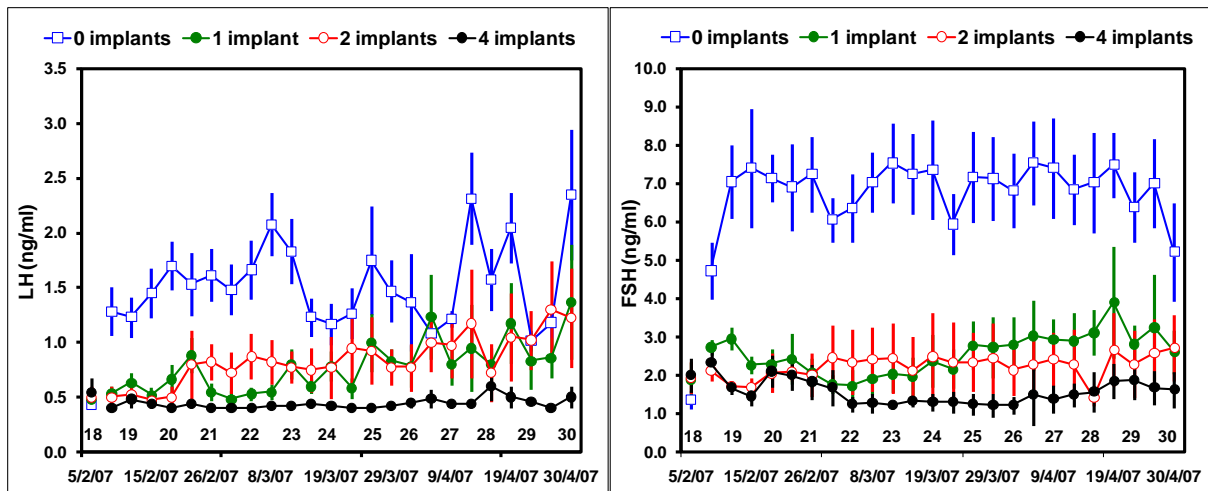 0 implants 1 implant 2 implants 4 implants
3.5
3.0
2.5
2.0
1.5
1.0
0.5
0.0
LH (ng/ml)
18 19 20 21 22 23 24 25 26 27 28 29 30
5/2/07 15/2/07 26/2/07 8/3/07 19/3/07 29/3/07 9/4/07 19/4/07 30/4/07
0 implants 1 implant 2 implants 4 implants
10.0
9.0
8.0
7.0
6.0
5.0
4.0
3.0
2.0
1.0
0.0
FSH (ng/ml)
18 19 20 21 22 23 24 25 26 27 28 29 30
5/2/07 15/2/07 26/2/07 8/3/07 19/3/07 29/3/07 9/4/07 19/4/07 30/4/07